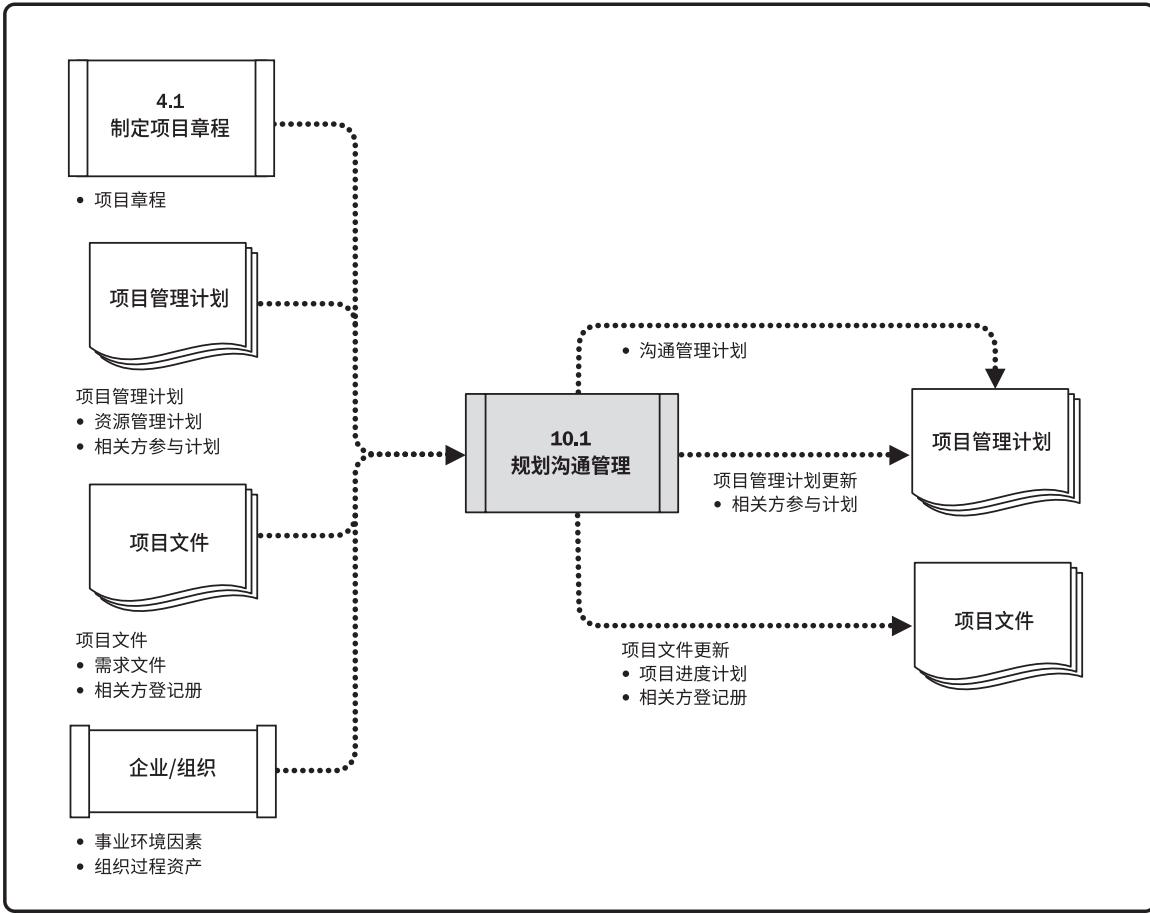 4.1
制定项目章程
• 项目章程
项目管理计划
项目管理计划
• 资源管理计划
• 相关方参与计划
项目文件
项目文件
• 需求文件
• 相关方登记册
企业/组织
• 事业环境因素
• 组织过程资产
10.1
规划沟通管理
• 沟通管理计划
项目管理计划更新
• 相关方参与计划
项目文件更新
• 项目进度计划
• 相关方登记册
项目管理计划
项目文件